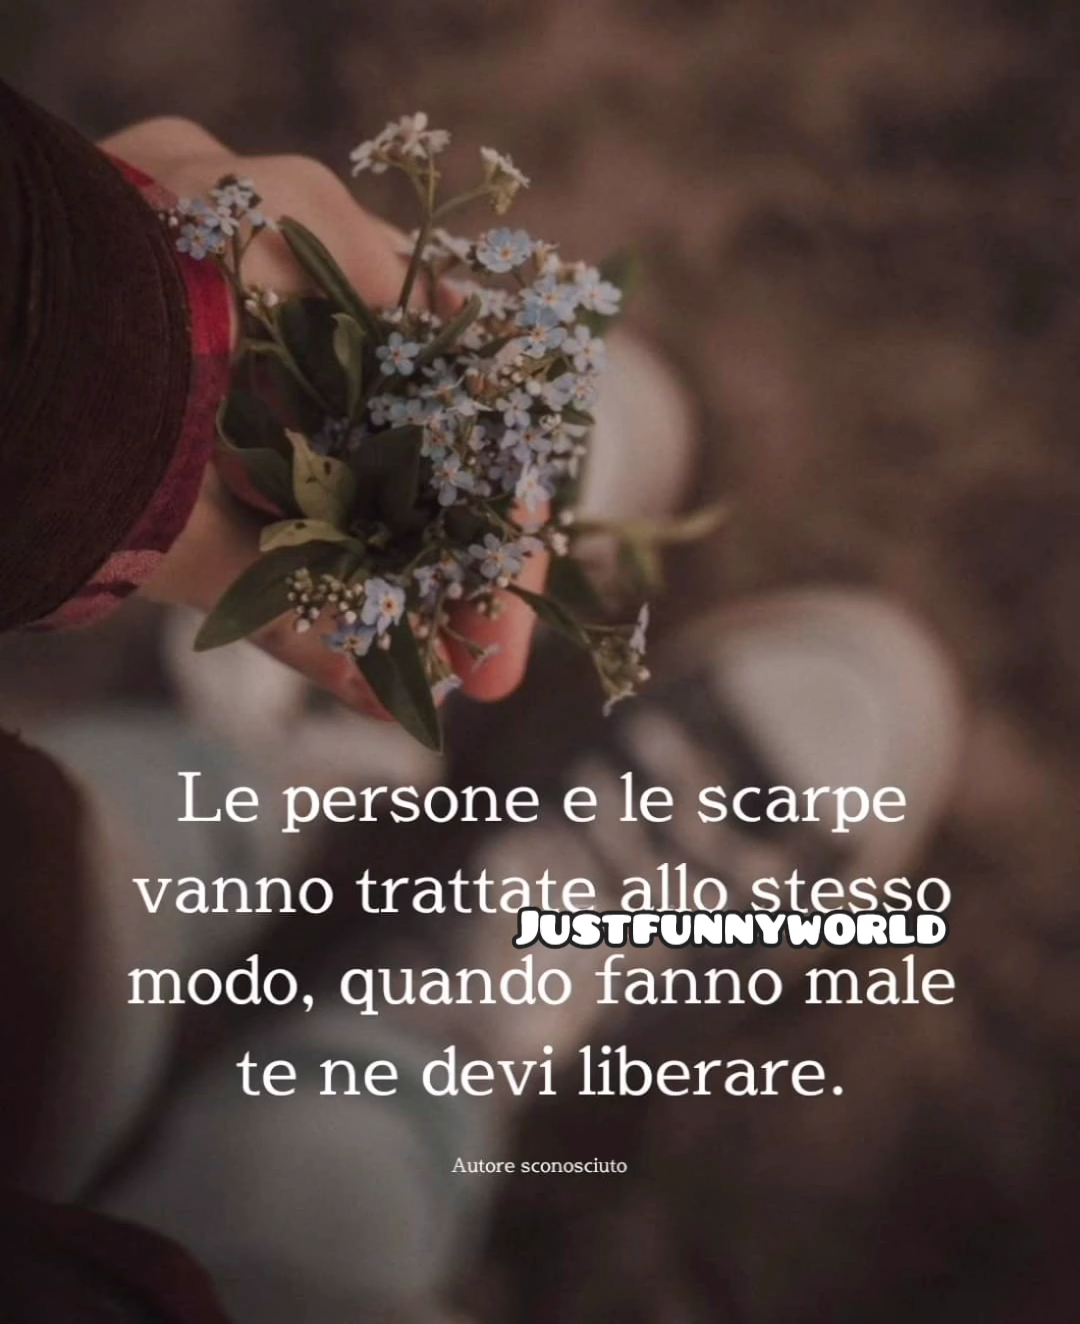 Le persone e le scarpe
vanno trattate allo stesso
JUSTFUNNYWORLD
modo, quando fanno male
te ne devi liberare.
Autore sconosciuto